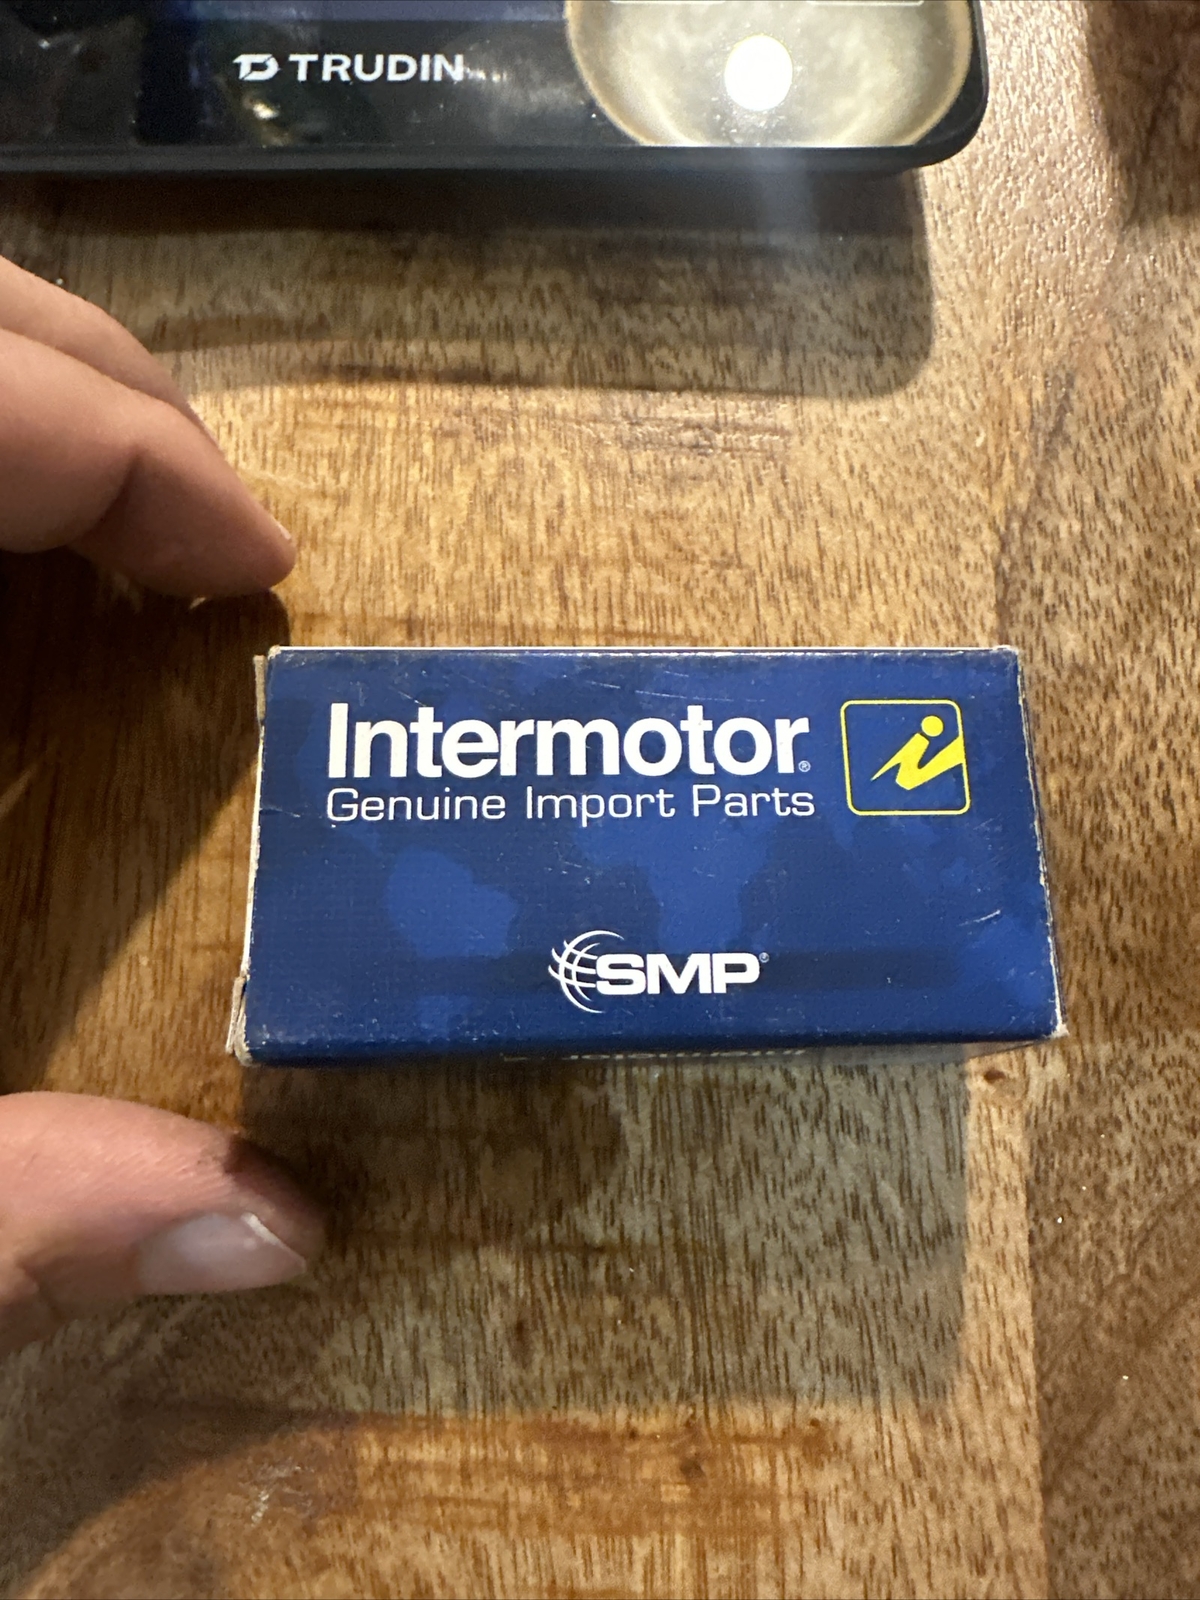 TRUDIN
Intermotor®
Genuine Import Parts
SMP®